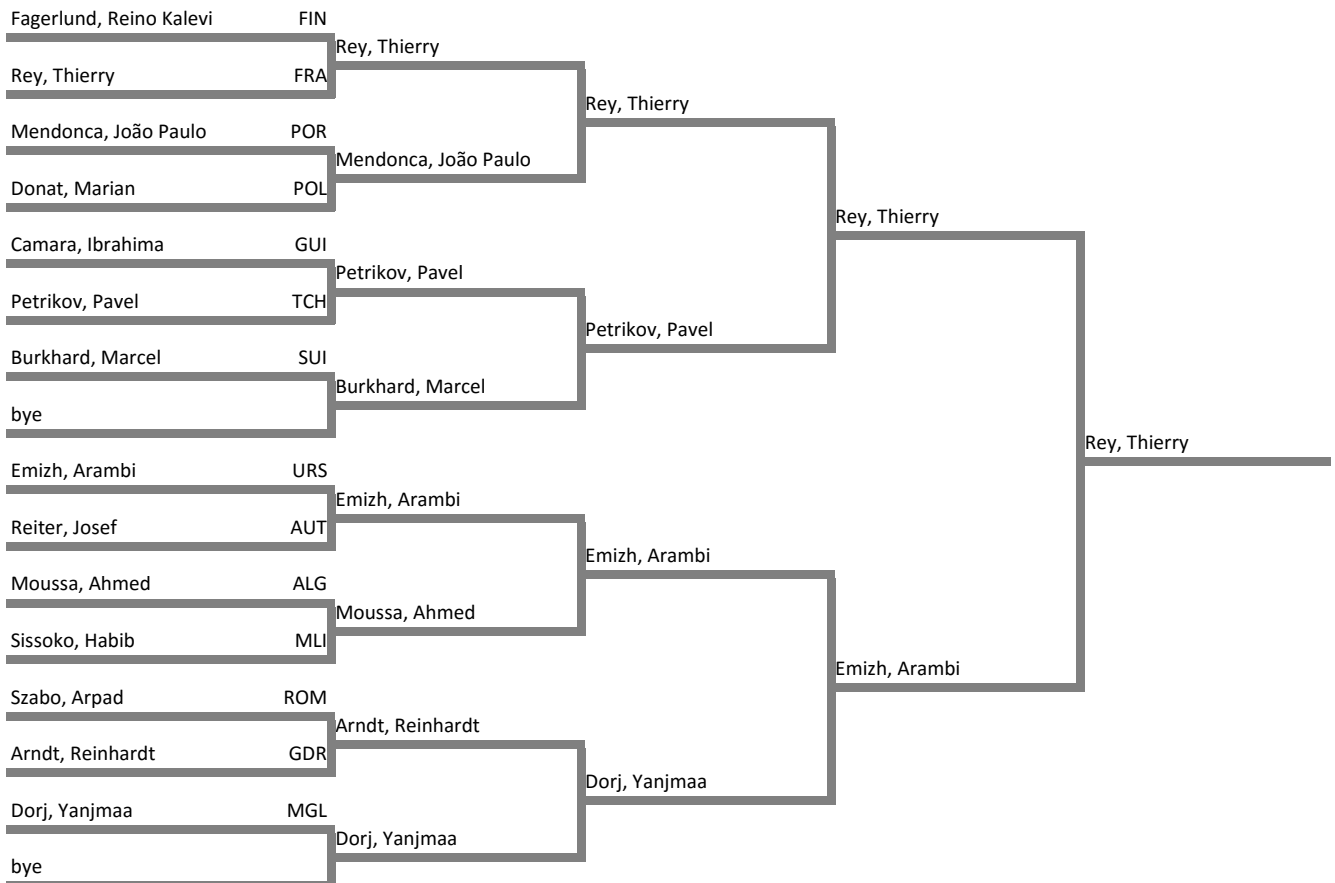 Fagerlund, Reino Kalevi FIN
Rey, Thierry
Rey, Thierry FRA
Rey, Thierry
Mendonca, João Paulo POR
Mendonca, João Paulo
Donat, Marian POL
Rey, Thierry
Camara, Ibrahima GUI
Petrikov, Pavel
Petrikov, Pavel TCH
Petrikov, Pavel
Burkhard, Marcel SUI
Burkhard, Marcel
bye
Rey, Thierry
Emizh, Arambi URS
Emizh, Arambi
Reiter, Josef AUT
Emizh, Arambi
Moussa, Ahmed ALG
Moussa, Ahmed
Sissoko, Habib MLI
Emizh, Arambi
Szabo, Arpad ROM
Arndt, Reinhardt
Arndt, Reinhardt GDR
Dorj, Yanjmaa
Dorj, Yanjmaa MGL
Dorj, Yanjmaa
bye